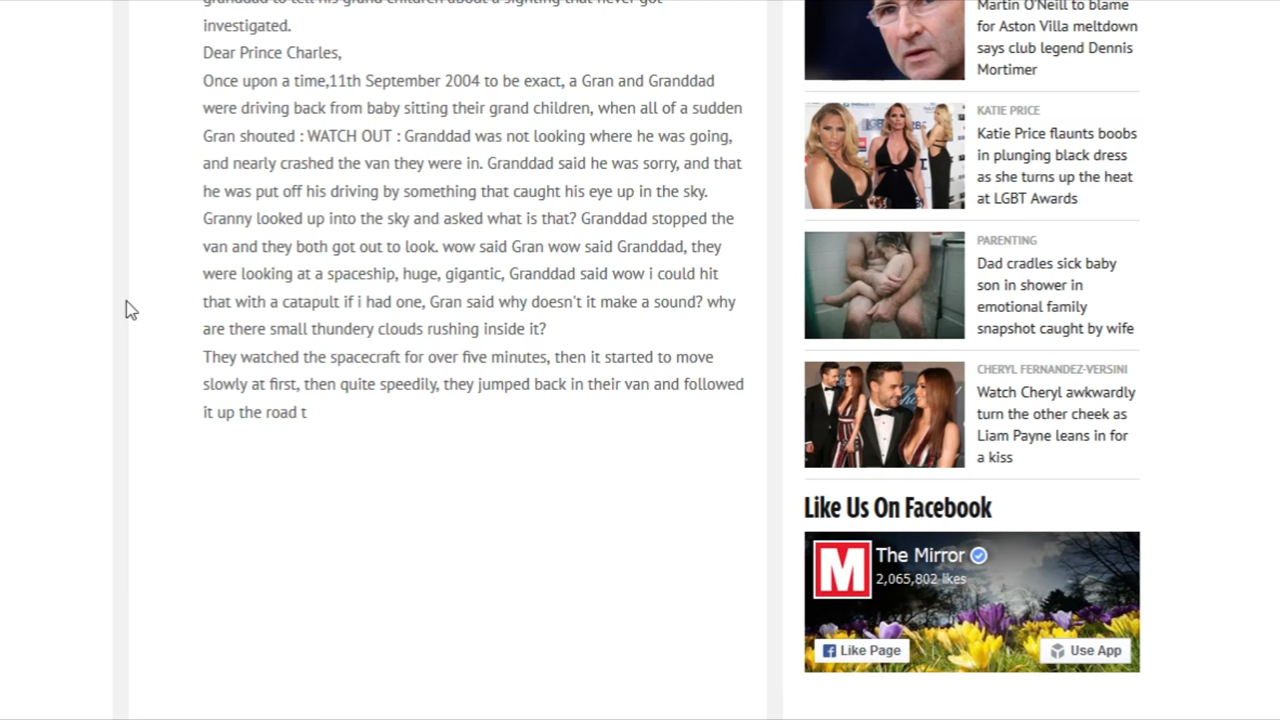 granddad to tell his grand children about a sighting that never got
investigated.
Dear Prince Charles,
Once upon a time,11th September 2004 to be exact, a Gran and Granddad
were driving back from baby sitting their grand children, when all of a sudden
Gran shouted : WATCH OUT : Granddad was not looking where he was going,
and nearly crashed the van they were in. Granddad said he was sorry, and that
he was put off his driving by something that caught his eye up in the sky.
Granny looked up into the sky and asked what is that? Granddad stopped the
van and they both got out to look. wow said Gran wow said Granddad, they
were looking at a spaceship, huge, gigantic, Granddad said wow i could hit
that with a catapult if i had one, Gran said why doesn't it make a sound? why
are there small thundery clouds rushing inside it?
They watched the spacecraft for over five minutes, then it started to move
slowly at first, then quite speedily, they jumped back in their van and followed
it up the road t
Martin O'Neill to blame
for Aston Villa meltdown
says club legend Dennis
Mortimer
KATIE PRICE
Katie Price flaunts boobs
in plunging black dress
as she turns up the heat
at LGBT Awards
PARENTING
Dad cradles sick baby
son in shower in
emotional family
snapshot caught by wife
CHERYL FERNANDEZ-VERSINI
Watch Cheryl awkwardly
turn the other cheek as
Liam Payne leans in for
a kiss
Like Us On Facebook
M
The Mirror
2,065,802 likes
Like Page
Use App